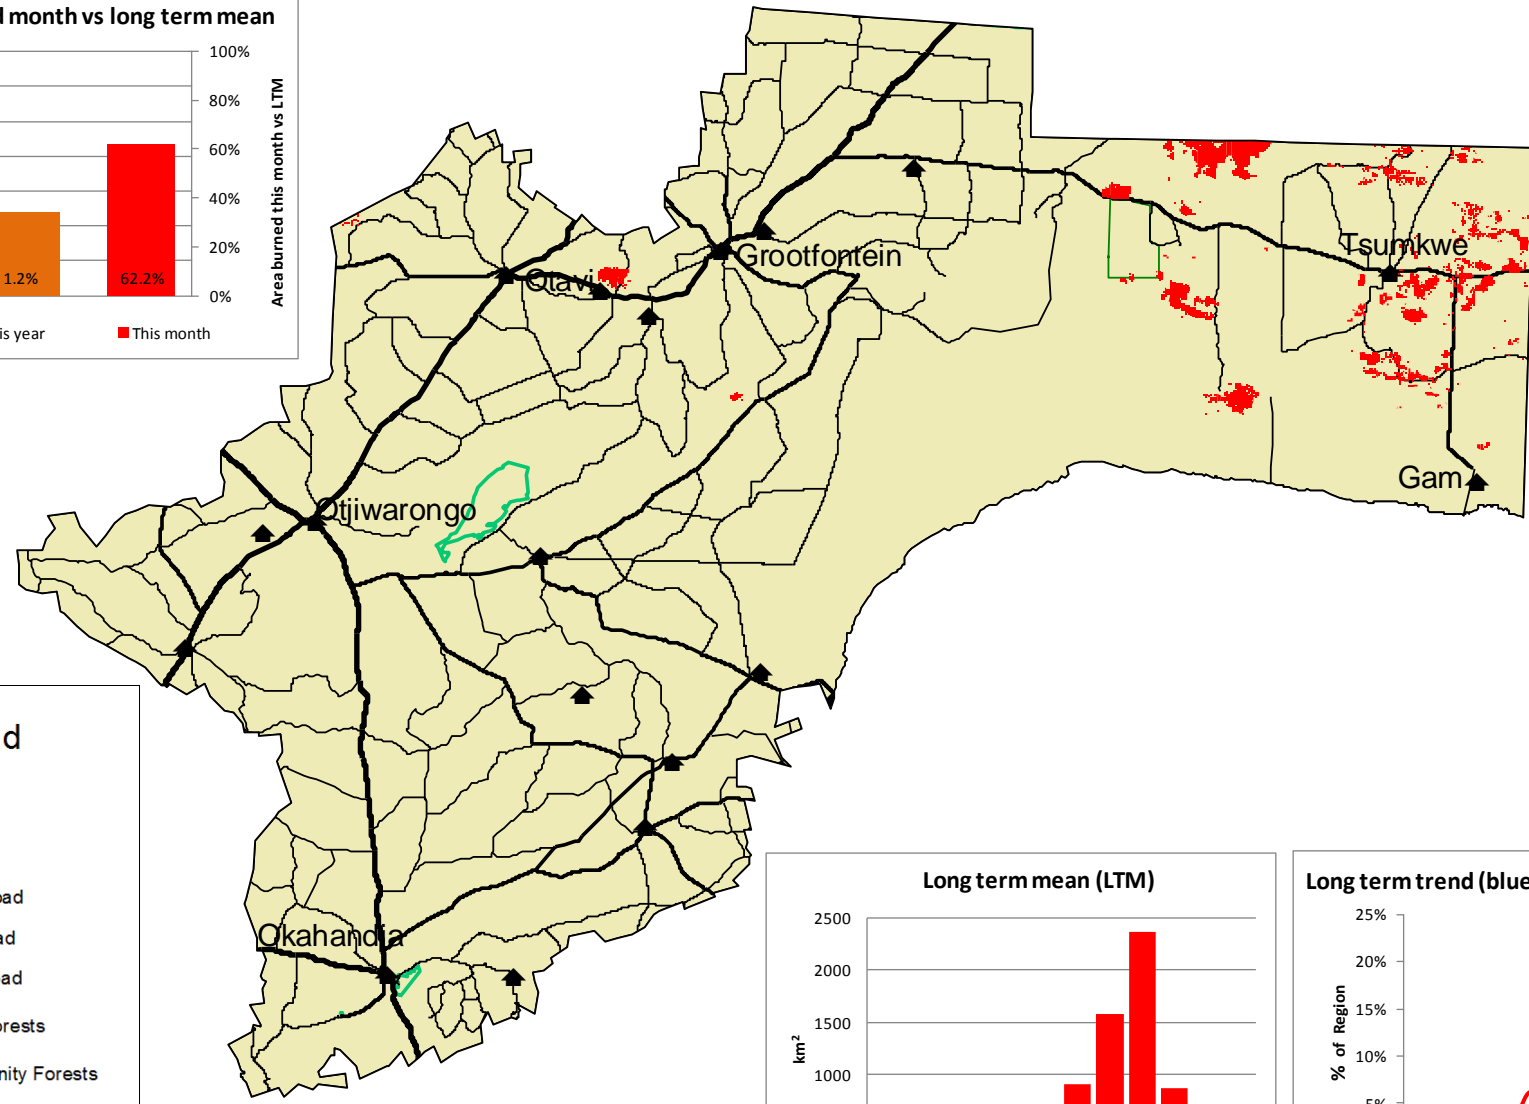 month vs long term mean
100%
80%
60%
40%
20%
0%
Area burned this month vs LTM
1.2%
62.2%
is year
This month
Grootfontein
Otavi
Tsumkwe
Gam
Otjiwarongo
Okahandja
d
oad
ad
oad
orests
nity Forests
Long term mean (LTM)
2500
2000
1500
1000
km²
Long term trend (blue
25%
20%
15%
10%
5%
% of Region